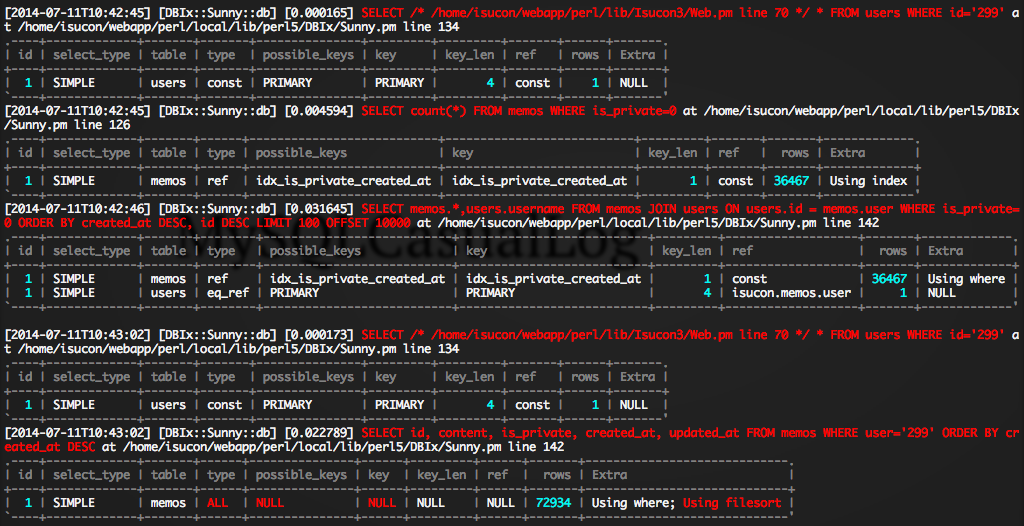 [2014-07-11T10:42:45] [DBIx::Sunny::db] [0.000165] SELECT /* /home/isucon/webapp/perl/lib/Isucon3/Web.pm line 70 */ * FROM users WHERE id='299' a
t /home/isucon/webapp/perl/local/lib/perl5/DBIx/Sunny.pm line 134
| id | select_type | table | type | possible_keys | key | key_len | ref | rows | Extra |
| 1 | SIMPLE | users | const | PRIMARY | PRIMARY | 4 | const | 1 | NULL |
[2014-07-11T10:42:45] [DBIx::Sunny::db] [0.004594] SELECT count(*) FROM memos WHERE is_private=0 at /home/isucon/webapp/perl/local/lib/perl5/DBIx
/Sunny.pm line 126
| id | select_type | table | type | possible_keys | key | key_len | ref | rows | Extra |
| 1 | SIMPLE | memos | ref | idx_is_private_created_at | idx_is_private_created_at | 1 | const | 36467 | Using index |
[2014-07-11T10:42:46] [DBIx::Sunny::db] [0.031645] SELECT memos.*,users.username FROM memos JOIN users ON users.id = memos.user WHERE is_private=
0 ORDER BY created_at DESC, id DESC LIMIT 100 OFFSET 10000 at /home/isucon/webapp/perl/local/lib/perl5/DBIx/Sunny.pm line 142
MySQLCasualLog
| id | select_type | table | type | possible_keys | key | key_len | ref | rows | Extra |
| 1 | SIMPLE | memos | ref | idx_is_private_created_at | idx_is_private_created_at | 1 | const | 36467 | Using where |
| 1 | SIMPLE | users | eq_ref | PRIMARY | PRIMARY | 4 | isucon.memos.user | 1 | NULL |
[2014-07-11T10:43:02] [DBIx::Sunny::db] [0.000173] SELECT /* /home/isucon/webapp/perl/lib/Isucon3/Web.pm line 70 */ * FROM users WHERE id='299' a
t /home/isucon/webapp/perl/local/lib/perl5/DBIx/Sunny.pm line 134
| id | select_type | table | type | possible_keys | key | key_len | ref | rows | Extra |
| 1 | SIMPLE | users | const | PRIMARY | PRIMARY | 4 | const | 1 | NULL |
[2014-07-11T10:43:02] [DBIx::Sunny::db] [0.022789] SELECT id, content, is_private, created_at, updated_at FROM memos WHERE user='299' ORDER BY cr
eated_at DESC at /home/isucon/webapp/perl/local/lib/perl5/DBIx/Sunny.pm line 142
| id | select_type | table | type | possible_keys | key | key_len | ref | rows | Extra |
| 1 | SIMPLE | memos | ALL | NULL | NULL | NULL | NULL | 72934 | Using where; Using filesort |